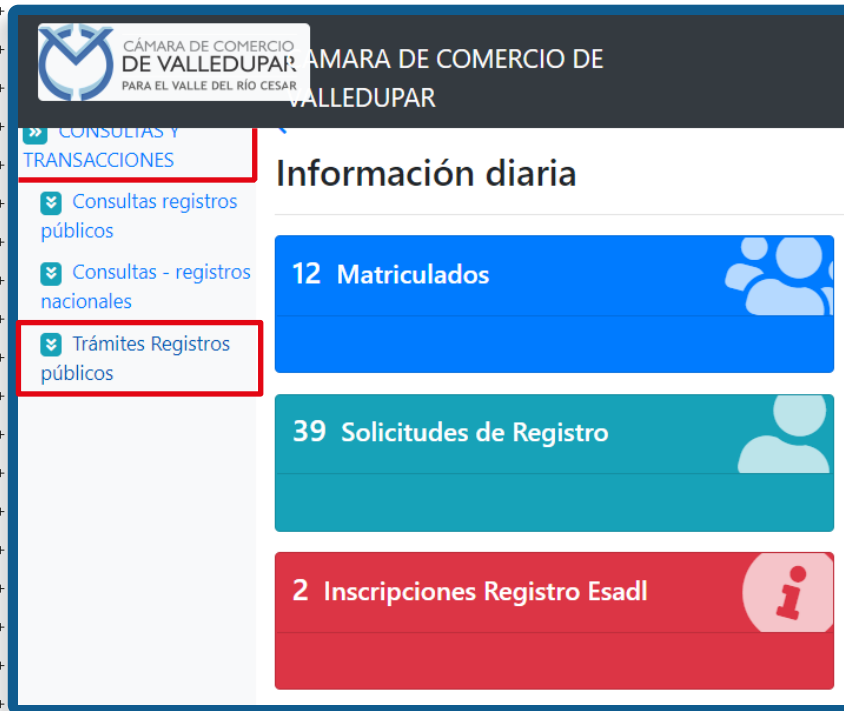 CÁMARA DE COMERCIO
DE VALLEDUPAR
PARA EL VALLE DEL RÍO CESAR
CAMARA DE COMERCIO DE
VALLEDUPAR
CONSULTAS Y
TRANSACCIONES
Consultas registros
públicos
Consultas - registros
nacionales
Trámites Registros
públicos
Información diaria
12 Matriculados
39 Solicitudes de Registro
2 Inscripciones Registro Esadl